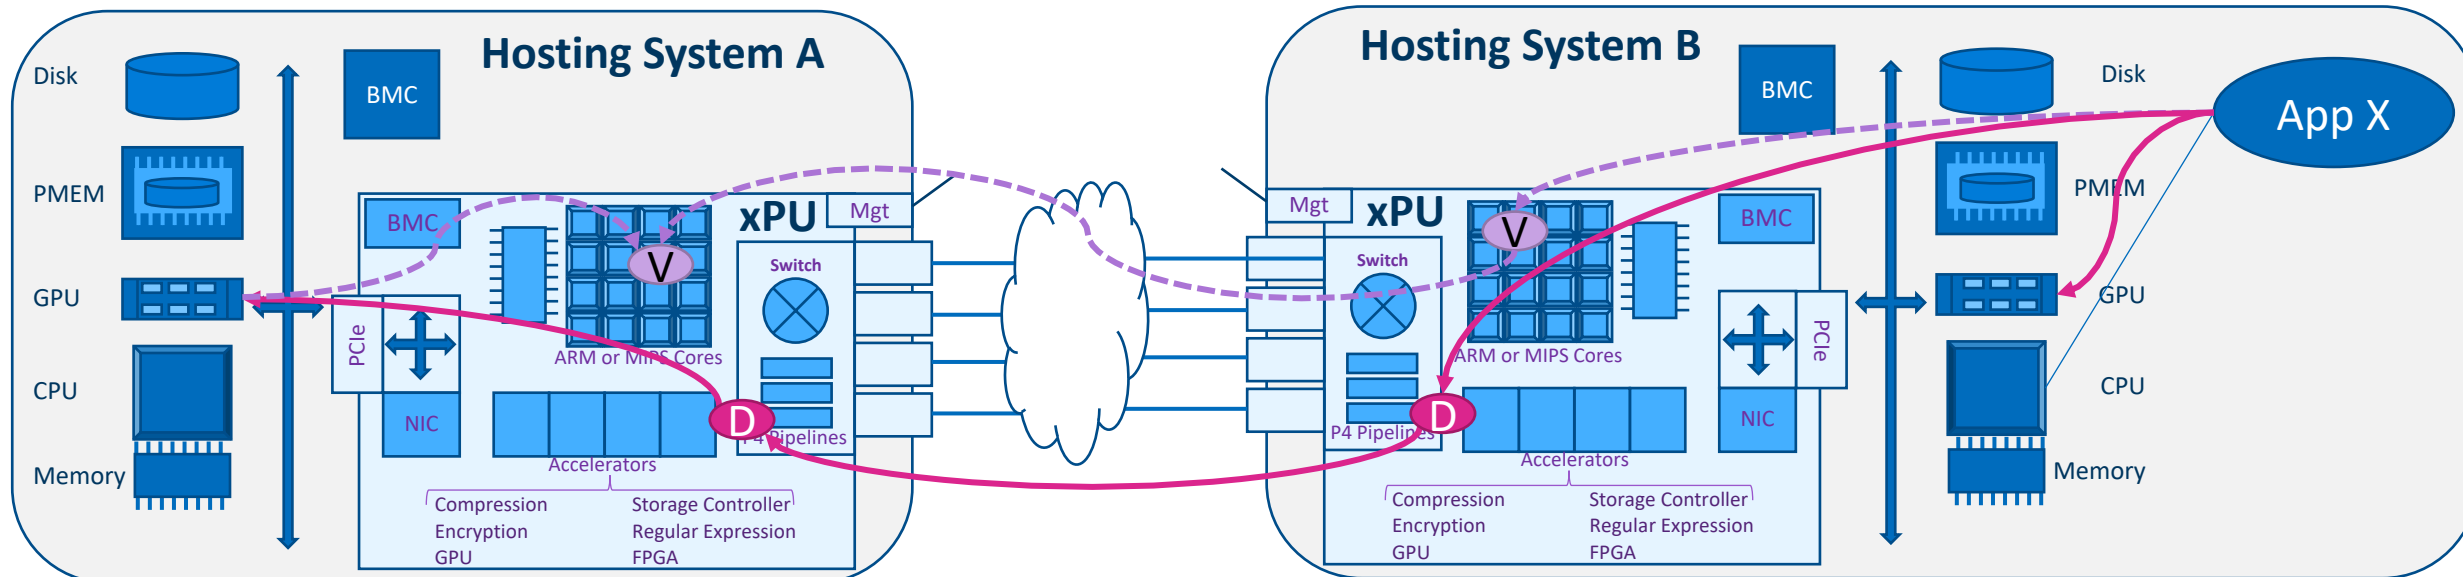 Hosting System A
Disk
BMC
PMEM
GPU
CPU
Memory
BMC
xPU
Mgt
V
Switch
PCIe
ARM or MIPS Cores
NIC
D
P4 Pipelines
Accelerators
Compression
Encryption
GPU
Storage Controller
Regular Expression
FPGA
Hosting System B
BMC
Disk
App X
PMEM
GPU
CPU
Memory
Mgt
xPU
V
BMC
Switch
PCIe
ARM or MIPS Cores
D
NIC
P4 Pipelines
Accelerators
Compression
Encryption
GPU
Storage Controller
Regular Expression
FPGA